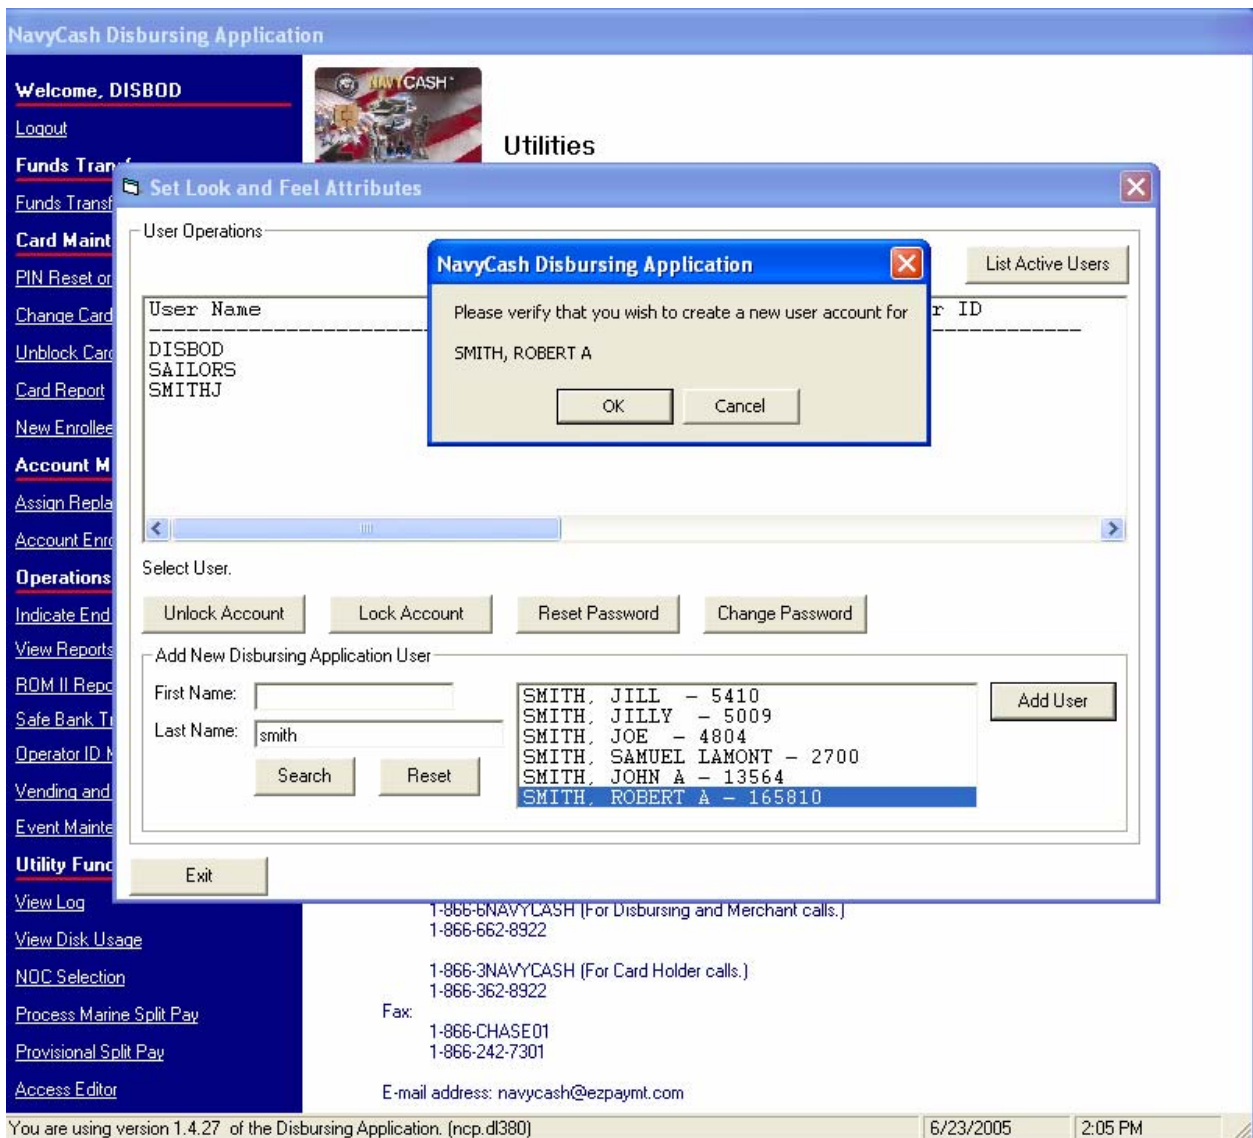 NavyCash Disbursing Application
Welcome, DISBOD
Logout
Funds Tran
Funds Transf
Card Maint
PIN Reset or
Change Card
Unblock Card
Card Report
New Enrollee
Account M
Assign Repla
Account Enro
Operations
Indicate End
View Reports
ROM II Repo
Safe Bank Tr
Operator ID M
Vending and
Event Mainte
Utility Func
View Log
View Disk Usage
NOC Selection
Process Marine Split Pay
Provisional Split Pay
Access Editor
NAVYCASH
Utilities
Set Look and Feel Attributes
User Operations
List Active Users
User Name r ID
DISBOD
SAILORS
SMITHJ
NavyCash Disbursing Application
Please verify that you wish to create a new user account for
SMITH, ROBERT A
OK Cancel
Select User.
Unlock Account Lock Account Reset Password Change Password
Add New Disbursing Application User
First Name:
Last Name: smith
Search Reset
SMITH, JILL - 5410
SMITH, JILLY - 5009
SMITH, JOE - 4804
SMITH, SAMUEL LAMONT - 2700
SMITH, JOHN A - 13564
SMITH, ROBERT A - 165810
Add User
Exit
1-866-6NAVYCASH (For Disbursing and Merchant calls.)
1-866-662-8922
1-866-3NAVYCASH (For Card Holder calls.)
1-866-362-8922
Fax:
1-866-CHASE01
1-866-242-7301
E-mail address: navycash@ezpaymt.com
You are using version 1.4.27 of the Disbursing Application. (ncp.dl380) 6/23/2005 2:05 PM